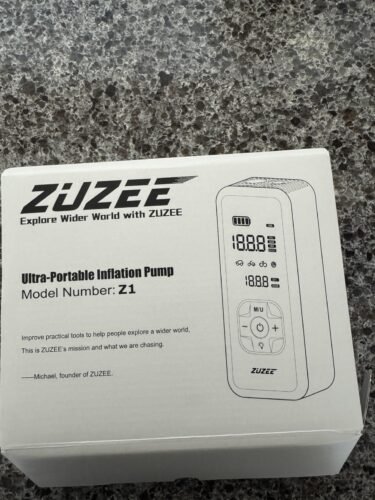 ZUZEE
Explore Wider World with ZUZEE
Ultra-Portable Inflation Pump
Model Number: Z1
Improve practical tools to help people explore a wider world,
This is ZUZEE's mission and what we are chasing.
——Michael, founder of ZUZEE.
188.8
188.8
M/U
− +
ZUZEE